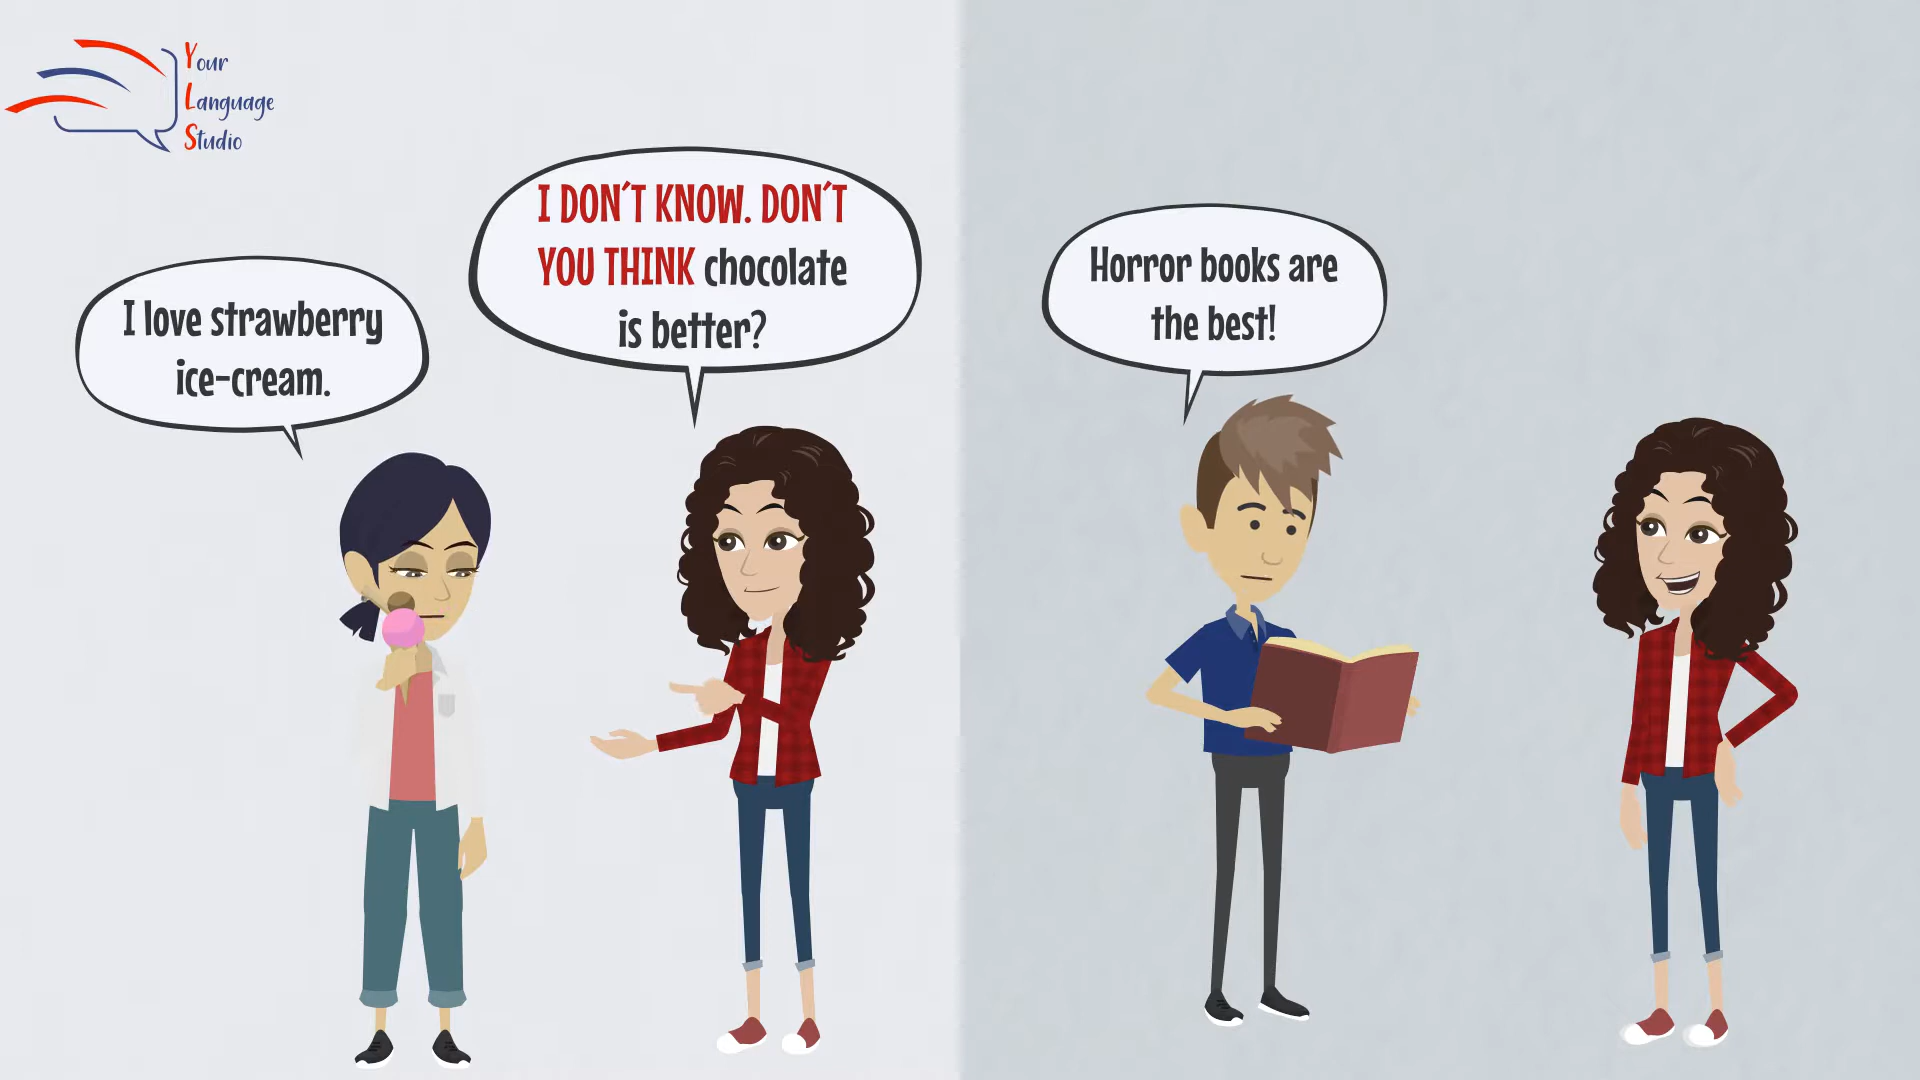 Your
Language
Studio
I love strawberry
ice-cream.
I DON'T KNOW. DON'T
YOU THINK chocolate
is better?
Horror books are
the best!